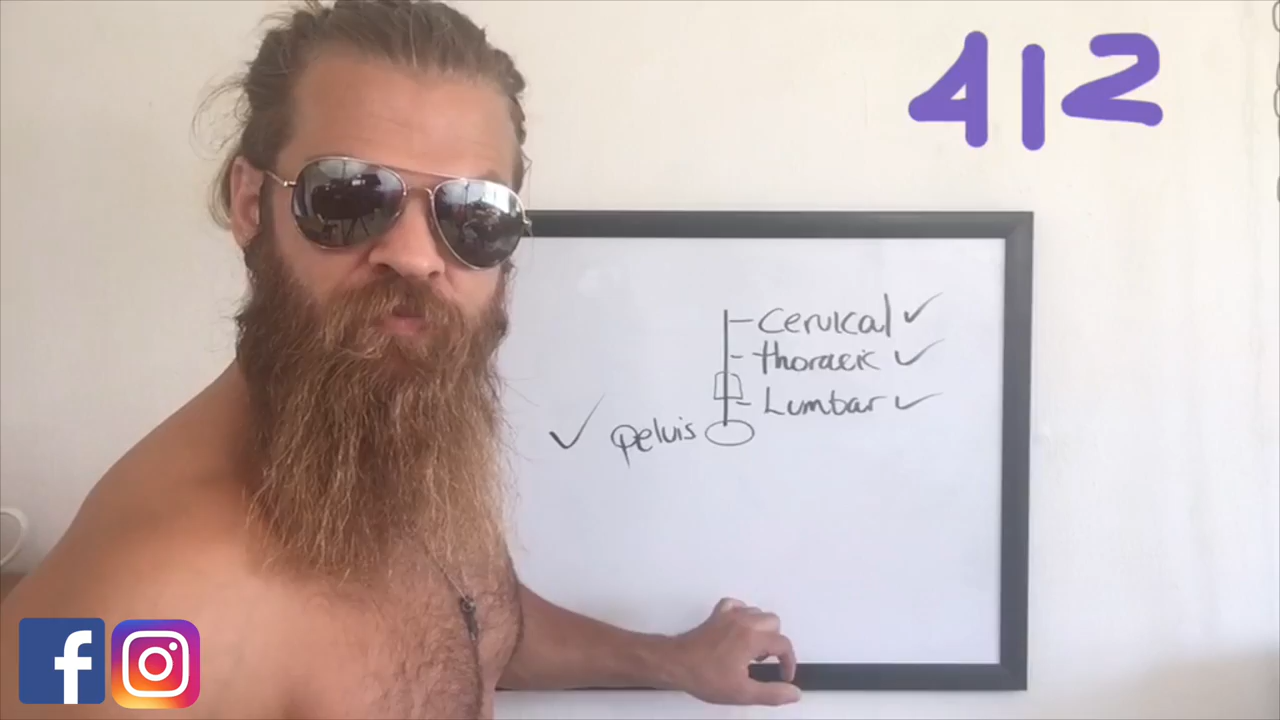 412
Cervical ✓
thoracic ✓
Lumbar ✓
✓ pelvis